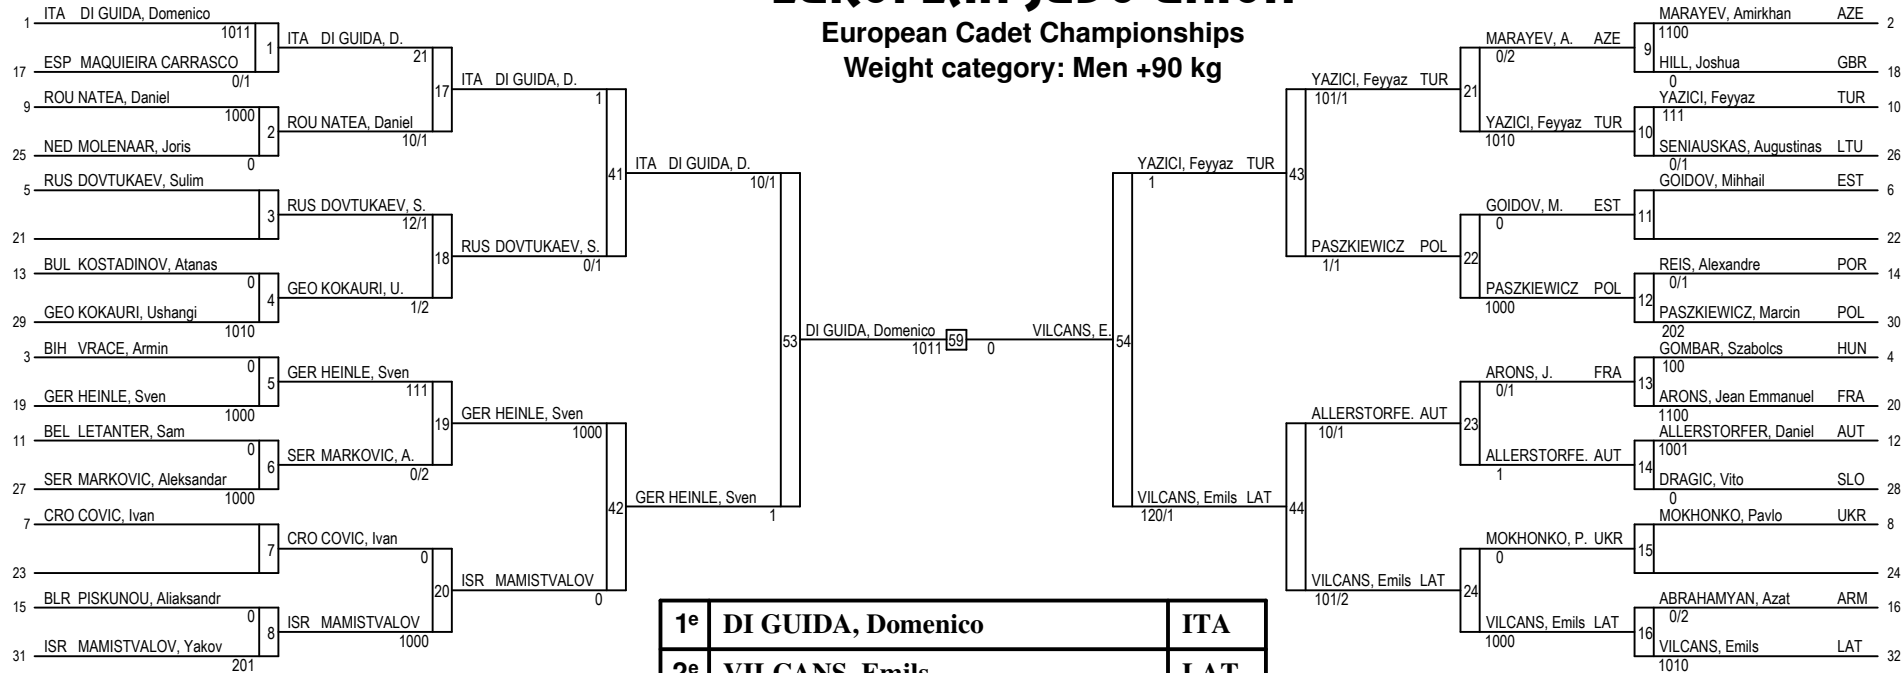 EUROPEAN JUDO UNION
European Cadet Championships
Weight category: Men +90 kg
1 ITA DI GUIDA, Domenico
1011
1
17 ESP MAQUIEIRA CARRASCO
0/1
9 ROU NATEA, Daniel
1000
2
25 NED MOLENAAR, Joris
0
5 RUS DOVTUKAEV, Sulim
3
21
13 BUL KOSTADINOV, Atanas
0
4
29 GEO KOKAURI, Ushangi
1010
3 BIH VRACE, Armin
0
5
19 GER HEINLE, Sven
1000
11 BEL LETANTER, Sam
0
6
27 SER MARKOVIC, Aleksandar
1000
7 CRO COVIC, Ivan
7
23
15 BLR PISKUNOU, Aliaksandr
0
8
31 ISR MAMISTVALOV, Yakov
201
ITA DI GUIDA, D.
21
17
ROU NATEA, Daniel
10/1
RUS DOVTUKAEV, S.
12/1
18
GEO KOKAURI, U.
1/2
GER HEINLE, Sven
111
19
SER MARKOVIC, A.
0/2
CRO COVIC, Ivan
0
20
ISR MAMISTVALOV
1000
ITA DI GUIDA, D.
1
41
RUS DOVTUKAEV, S.
0/1
GER HEINLE, Sven
1000
42
ISR MAMISTVALOV
0
ITA DI GUIDA, D.
10/1
53
GER HEINLE, Sven
1
DI GUIDA, Domenico
1011
59
VILCANS, E.
0
54
YAZICI, Feyyaz TUR
1
VILCANS, Emils LAT
120/1
YAZICI, Feyyaz TUR
101/1
43
PASZKIEWICZ POL
1/1
ALLERSTORFE. AUT
10/1
44
VILCANS, Emils LAT
101/2
MARAYEV, A. AZE
0/2
21
YAZICI, Feyyaz TUR
1010
GOIDOV, M. EST
0
22
PASZKIEWICZ POL
1000
ARONS, J. FRA
0/1
23
ALLERSTORFE. AUT
1
MOKHONKO, P. UKR
0
24
VILCANS, Emils LAT
1000
MARAYEV, Amirkhan AZE 2
1100
9
HILL, Joshua GBR 18
0
YAZICI, Feyyaz TUR 10
111
10
SENIAUSKAS, Augustinas LTU 26
0/1
GOIDOV, Mihhail EST 6
11
22
REIS, Alexandre POR 14
0/1
12
PASZKIEWICZ, Marcin POL 30
202
GOMBAR, Szabolcs HUN 4
100
13
ARONS, Jean Emmanuel FRA 20
1100
ALLERSTORFER, Daniel AUT 12
1001
14
DRAGIC, Vito SLO 28
0
MOKHONKO, Pavlo UKR 8
15
24
ABRAHAMYAN, Azat ARM 16
0/2
16
VILCANS, Emils LAT 32
1010
1e DI GUIDA, Domenico ITA
2e VILCANS, Emils LAT